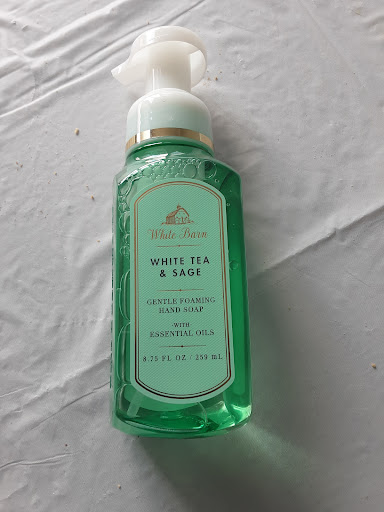 White Barn
WHITE TEA
& SAGE
GENTLE FOAMING
HAND SOAP
-WITH-
ESSENTIAL OILS
8.75 FL OZ / 259 mL